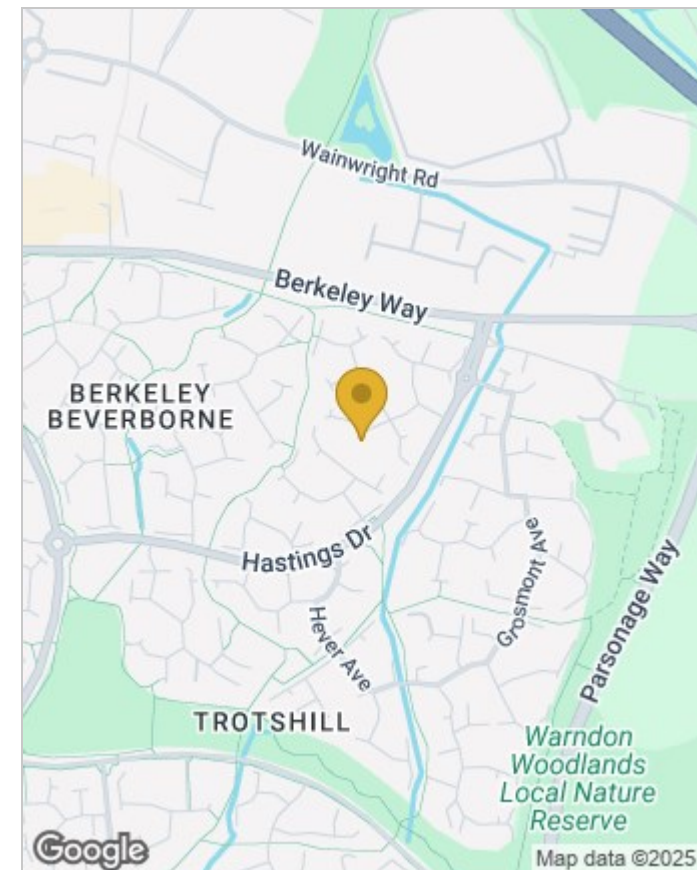 Wainwright Rd
Berkeley Way
BERKELEY
BEVERBORNE
Hastings Dr
Grosmont Ave
Parsonage Way
Hever Ave
TROTSHILL
Warndon
Woodlands
Local Nature
Reserve
Google
Map data ©2025